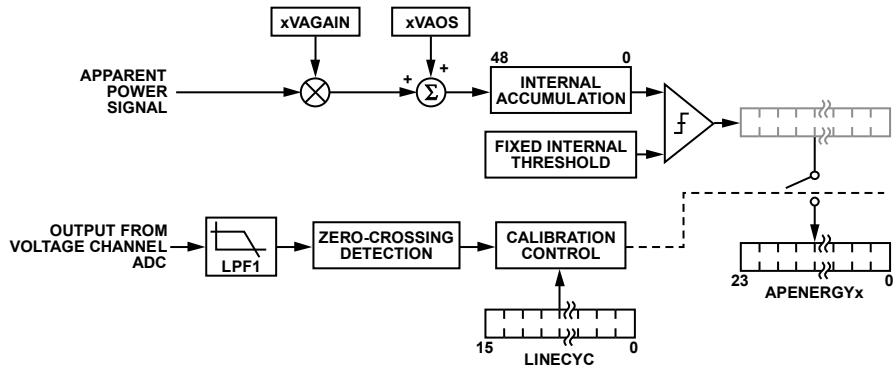 xVAGAIN
xVAOS
+
+
Σ
APPARENT
POWER
SIGNAL
48
0
INTERNAL
ACCUMULATION
FIXED INTERNAL
THRESHOLD
OUTPUT FROM
VOLTAGE CHANNEL
ADC
LPF1
ZERO-CROSSING
DETECTION
CALIBRATION
CONTROL
23
0
APENERGYx
15
0
LINECYC